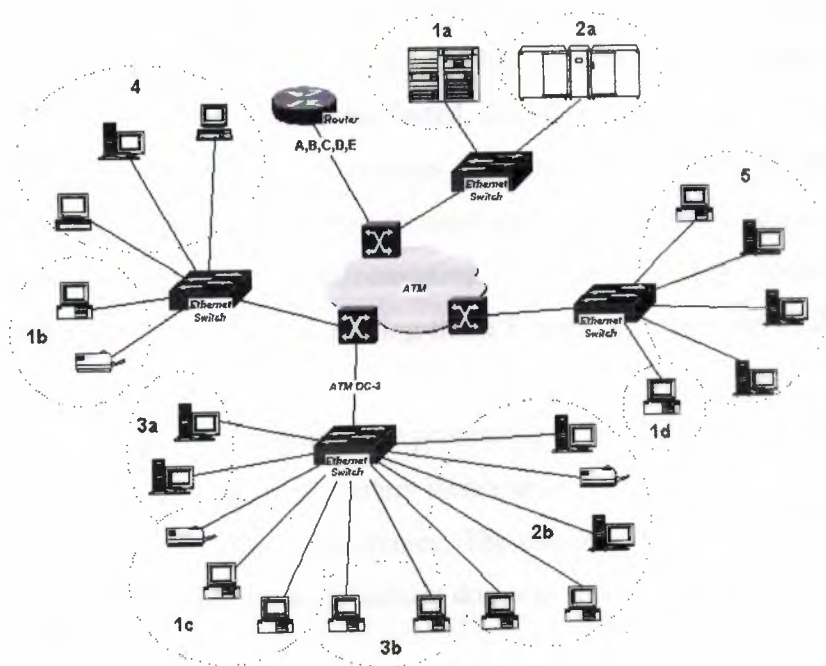 1a
2a
4
Router
A,B,C,D,E
Ethernet
Switch
5
ATM
Ethernet
Switch
Ethernet
Switch
1b
ATM OC-3
3a
1d
Ethernet
Switch
2b
1c
3b